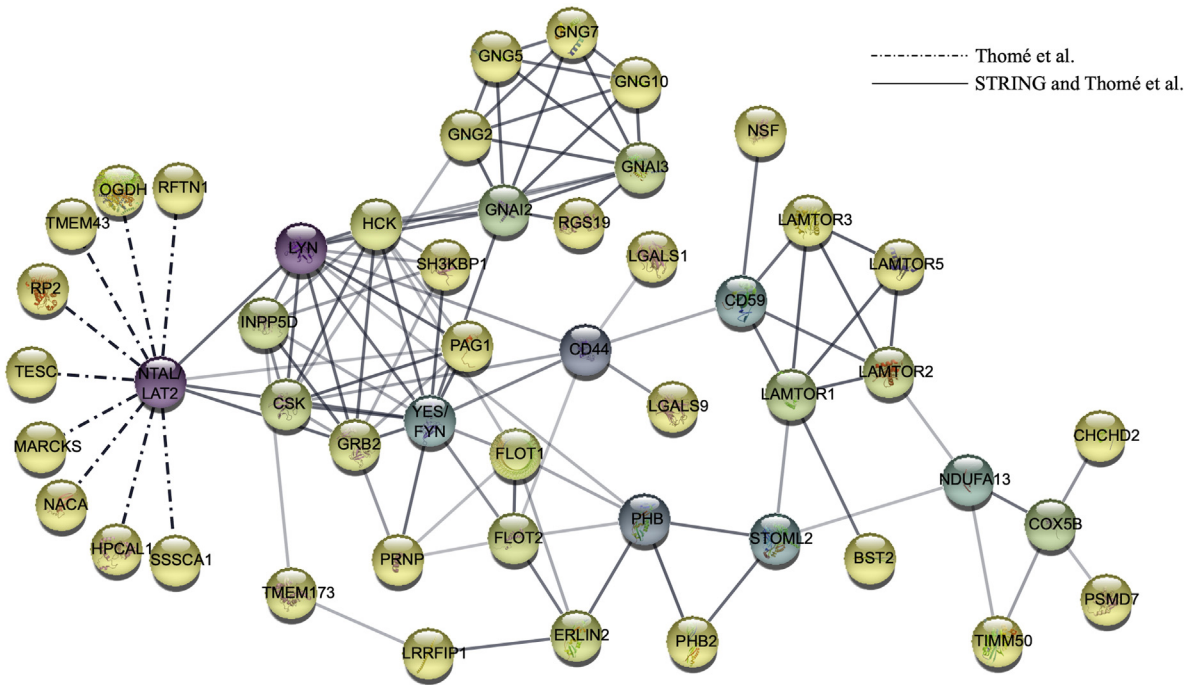 GNG7
GNG5
Thomé et al.
GNG10
STRING and Thomé et al.
NSF
GNG2
GNAI3
OGDH
RFTN1
TMEM43
HCK
GNAI2
RGS19
LAMTOR3
LYN
SH3KBP1
LGALS1
LAMTOR5
RP2
CD59
INPP5D
PAG1
CD44
TESC
NTAL/
LAT2
LAMTOR2
CSK
LAMTOR1
YES/
FYN
LGALS9
MARCKS
GRB2
FLOT1
CHCHD2
NDUFA13
NACA
PHB
COX5B
HPCAL1
SSSCA1
FLOT2
STOML2
PRNP
BST2
TMEM173
PSMD7
ERLIN2
PHB2
TIMM50
LRRFIP1